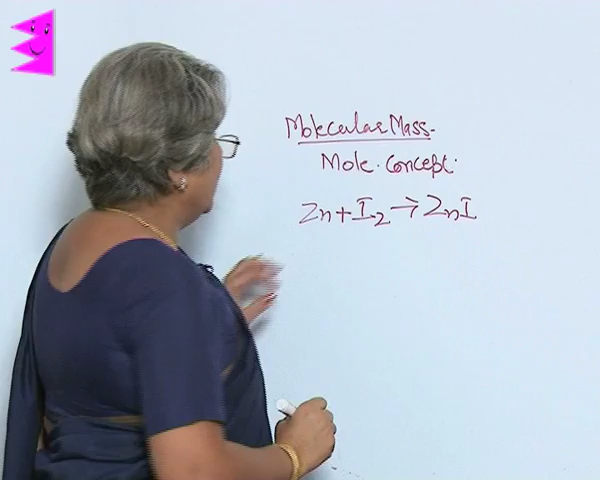 Molecular Mass-
Mole. Concept.
Zn + I₂ → ZnI